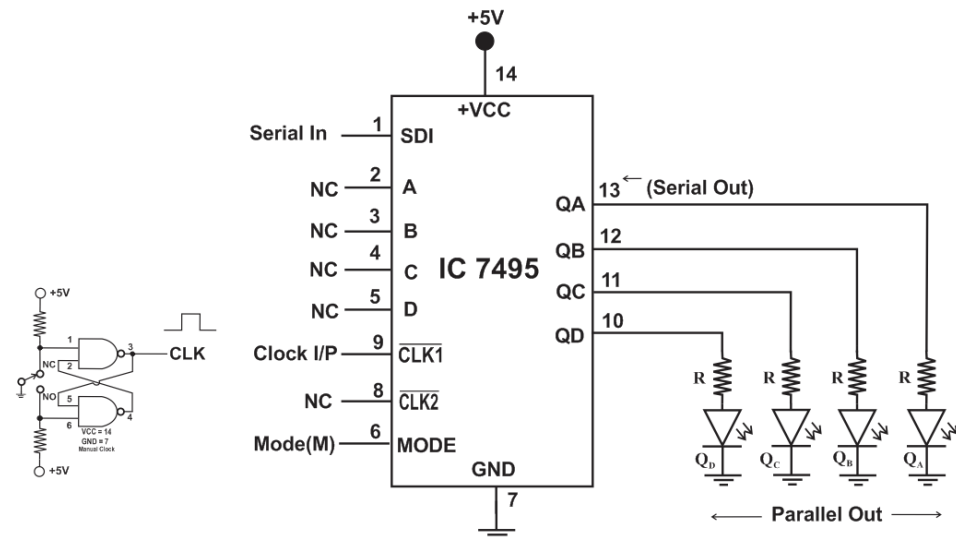 +5V
14
+VCC
Serial In 1 SDI
NC 2 A
NC 3 B
NC 4 C
NC 5 D
Clock I/P 9 CLK1
NC 8 CLK2
Mode(M) 6 MODE
GND
7
IC 7495
QA 13 ← (Serial Out)
QB 12
QC 11
QD 10
R R R R
QD QC QB QA
← Parallel Out →
+5V
1
2
3
CLK
NC
NO
5
6
4
VCC = 14
GND = 7
Manual Clock
+5V